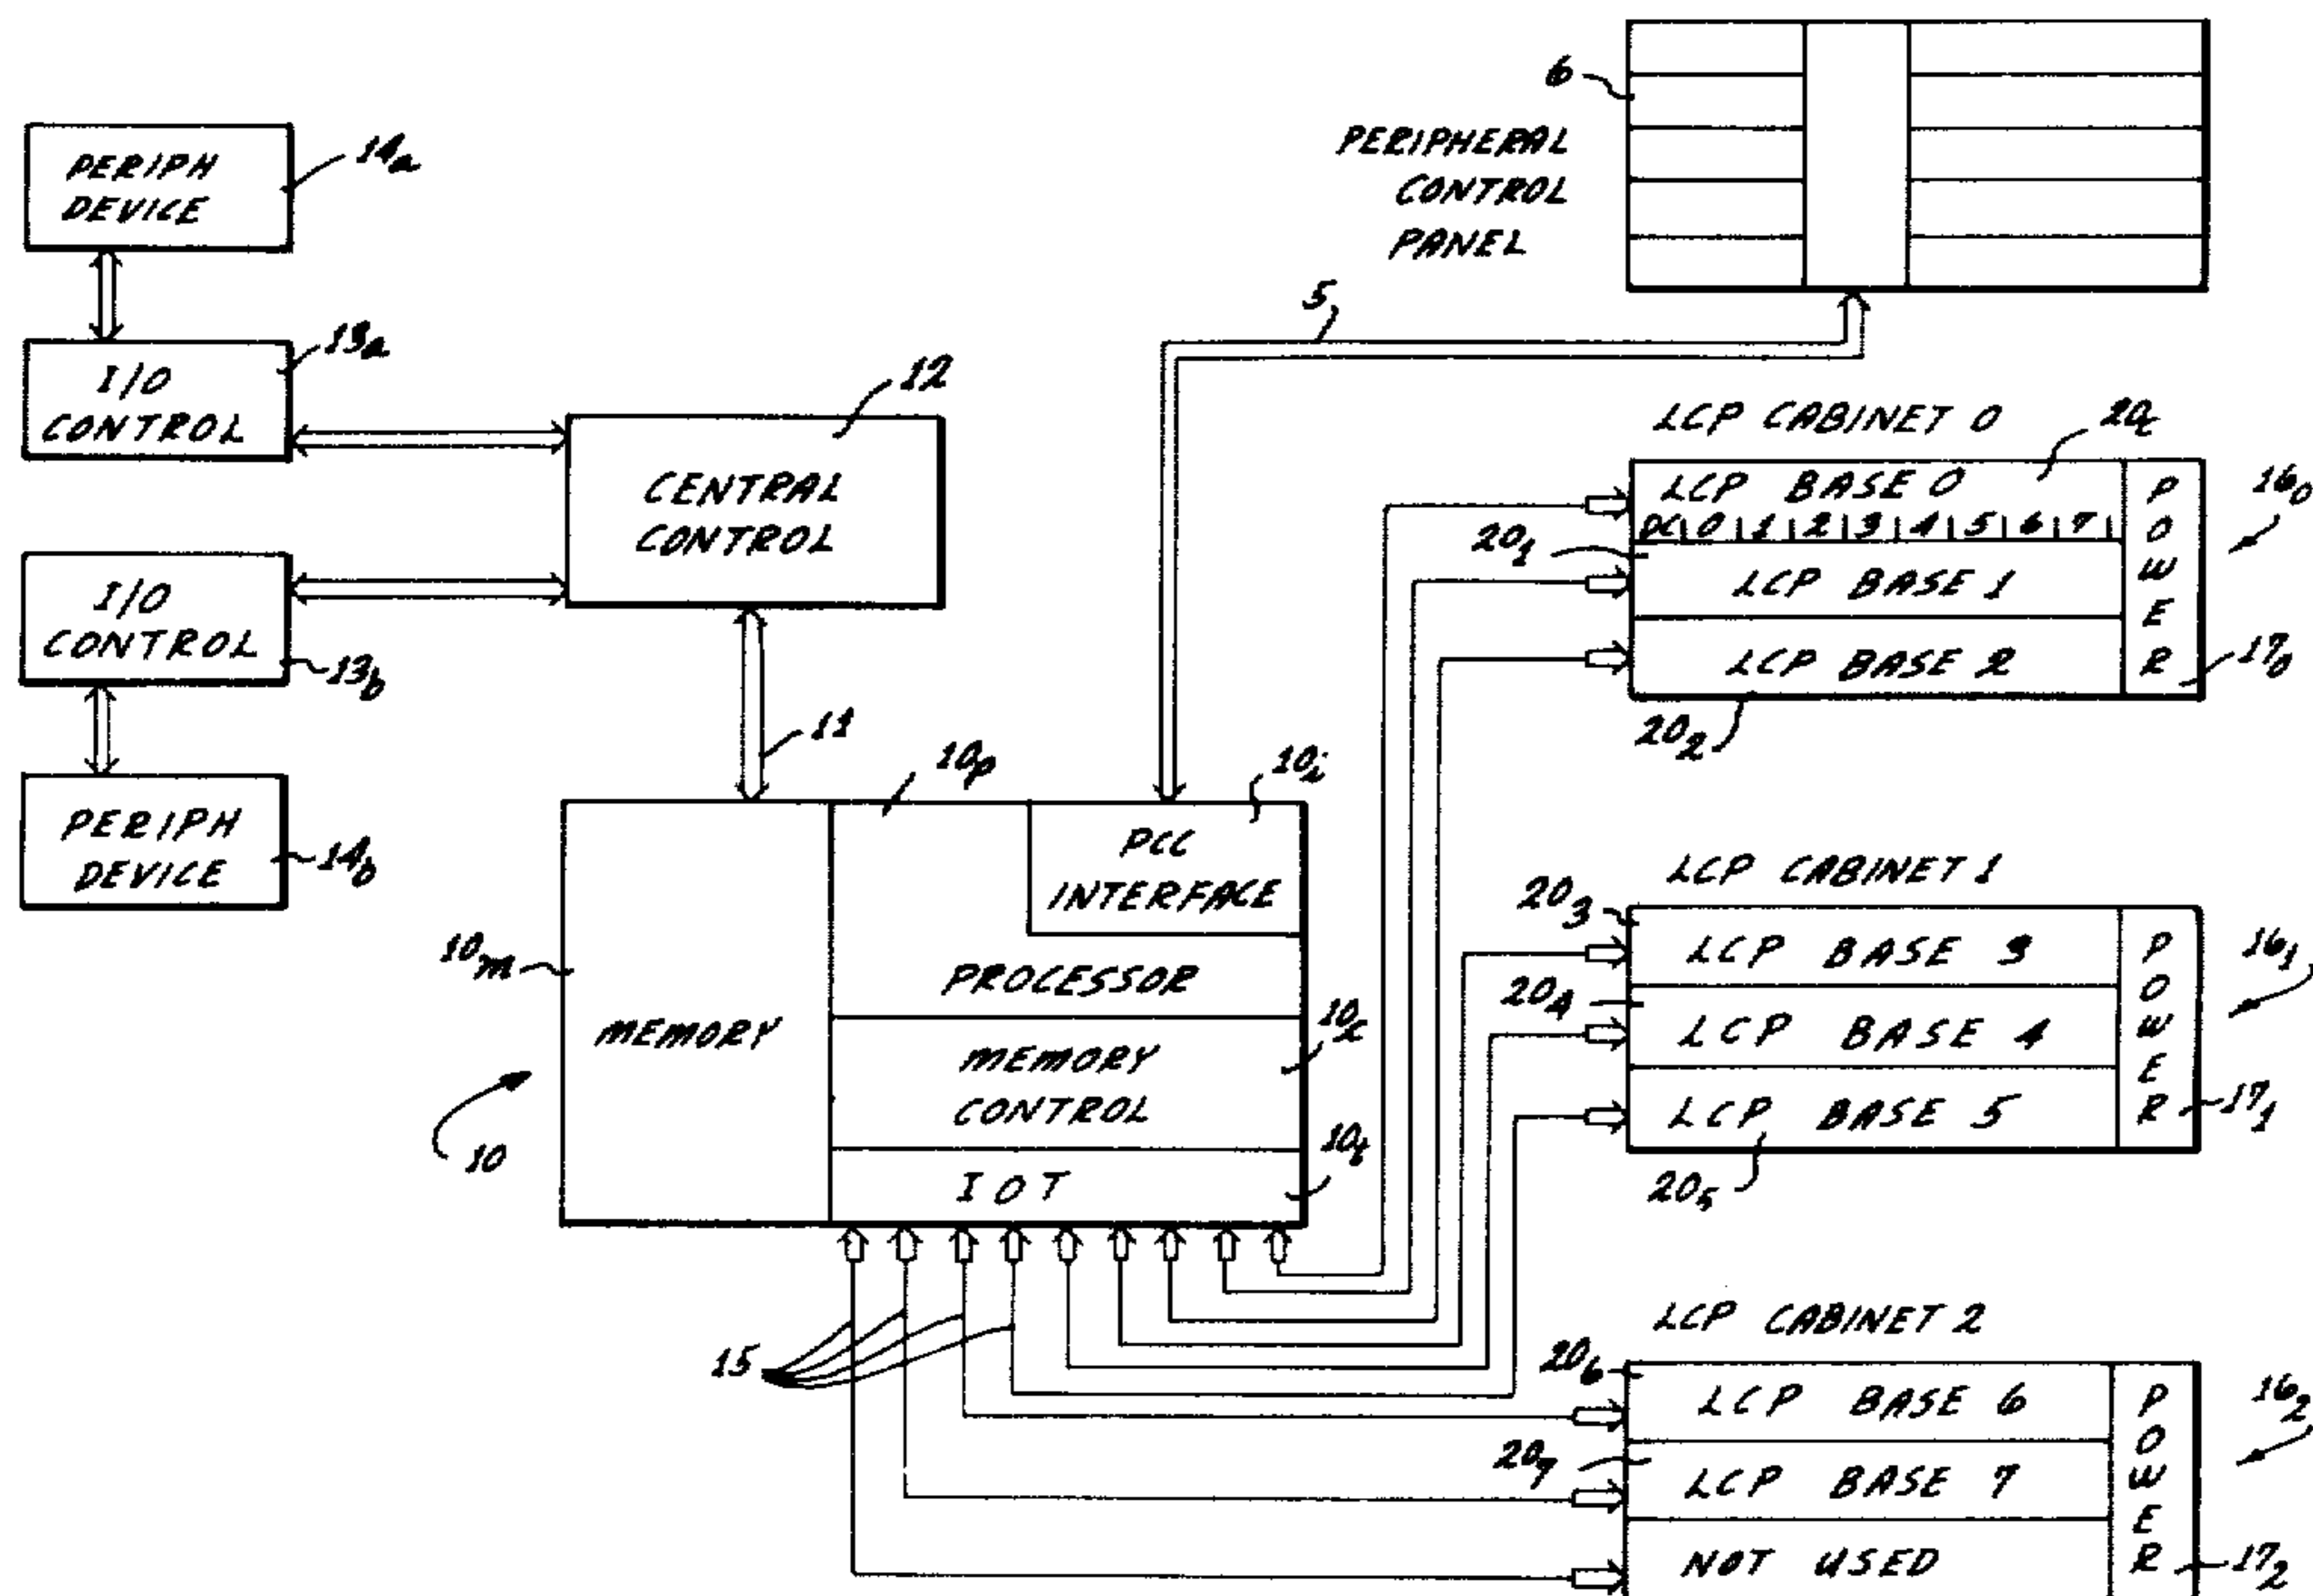 6
PERIPHERAL
CONTROL
PANEL
PERIPH
DEVICE
14a
5
I/O
CONTROL
13a
CENTRAL
CONTROL
12
I/O
CONTROL
13b
PERIPH
DEVICE
14b
11
LCP CABINET 0
LCP BASE 0
DC 0 1 2 3 4 5 6 7
LCP BASE 1
LCP BASE 2
POWER
20₁
20₂
16₀
17₀
10p
10i
PCC
INTERFACE
10m
MEMORY
PROCESSOR
10c
MEMORY
CONTROL
10t
IOT
10
15
LCP CABINET 1
20₃
LCP BASE 3
20₄
LCP BASE 4
LCP BASE 5
20₅
POWER
16₁
17₁
LCP CABINET 2
20₆
LCP BASE 6
20₇
LCP BASE 7
NOT USED
POWER
16₂
17₂